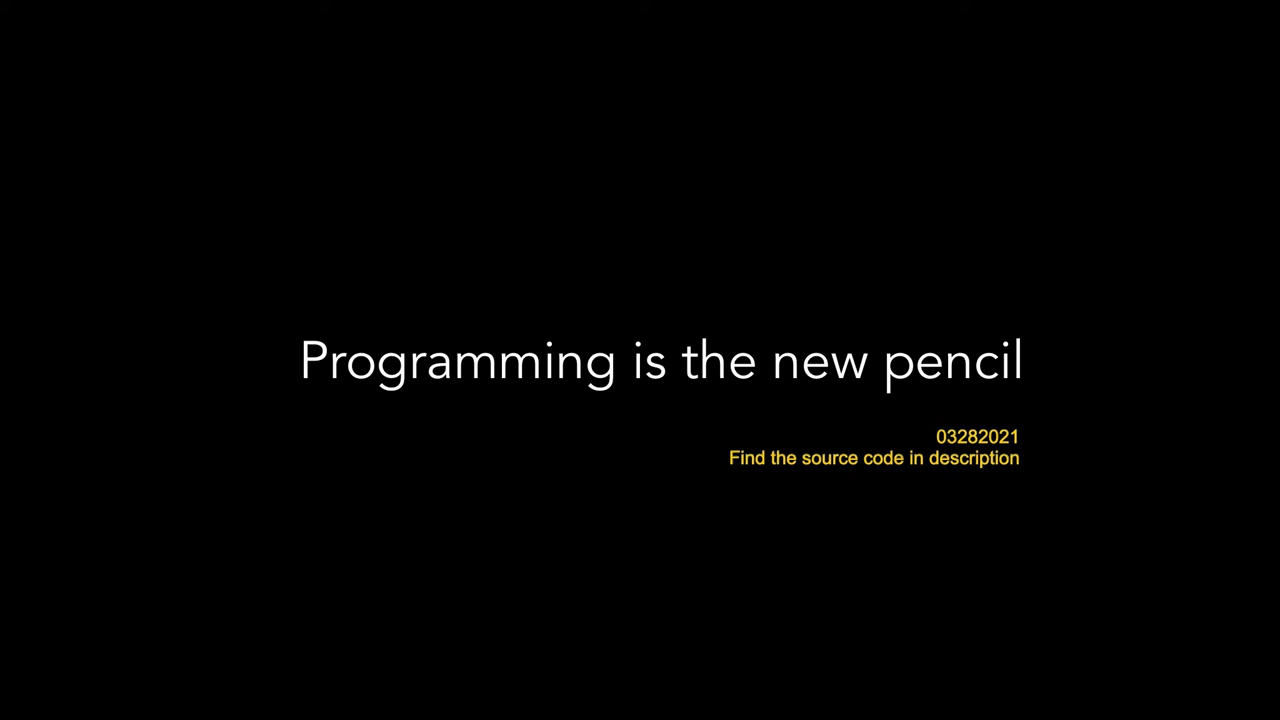 Programming is the new pencil
03282021
Find the source code in description